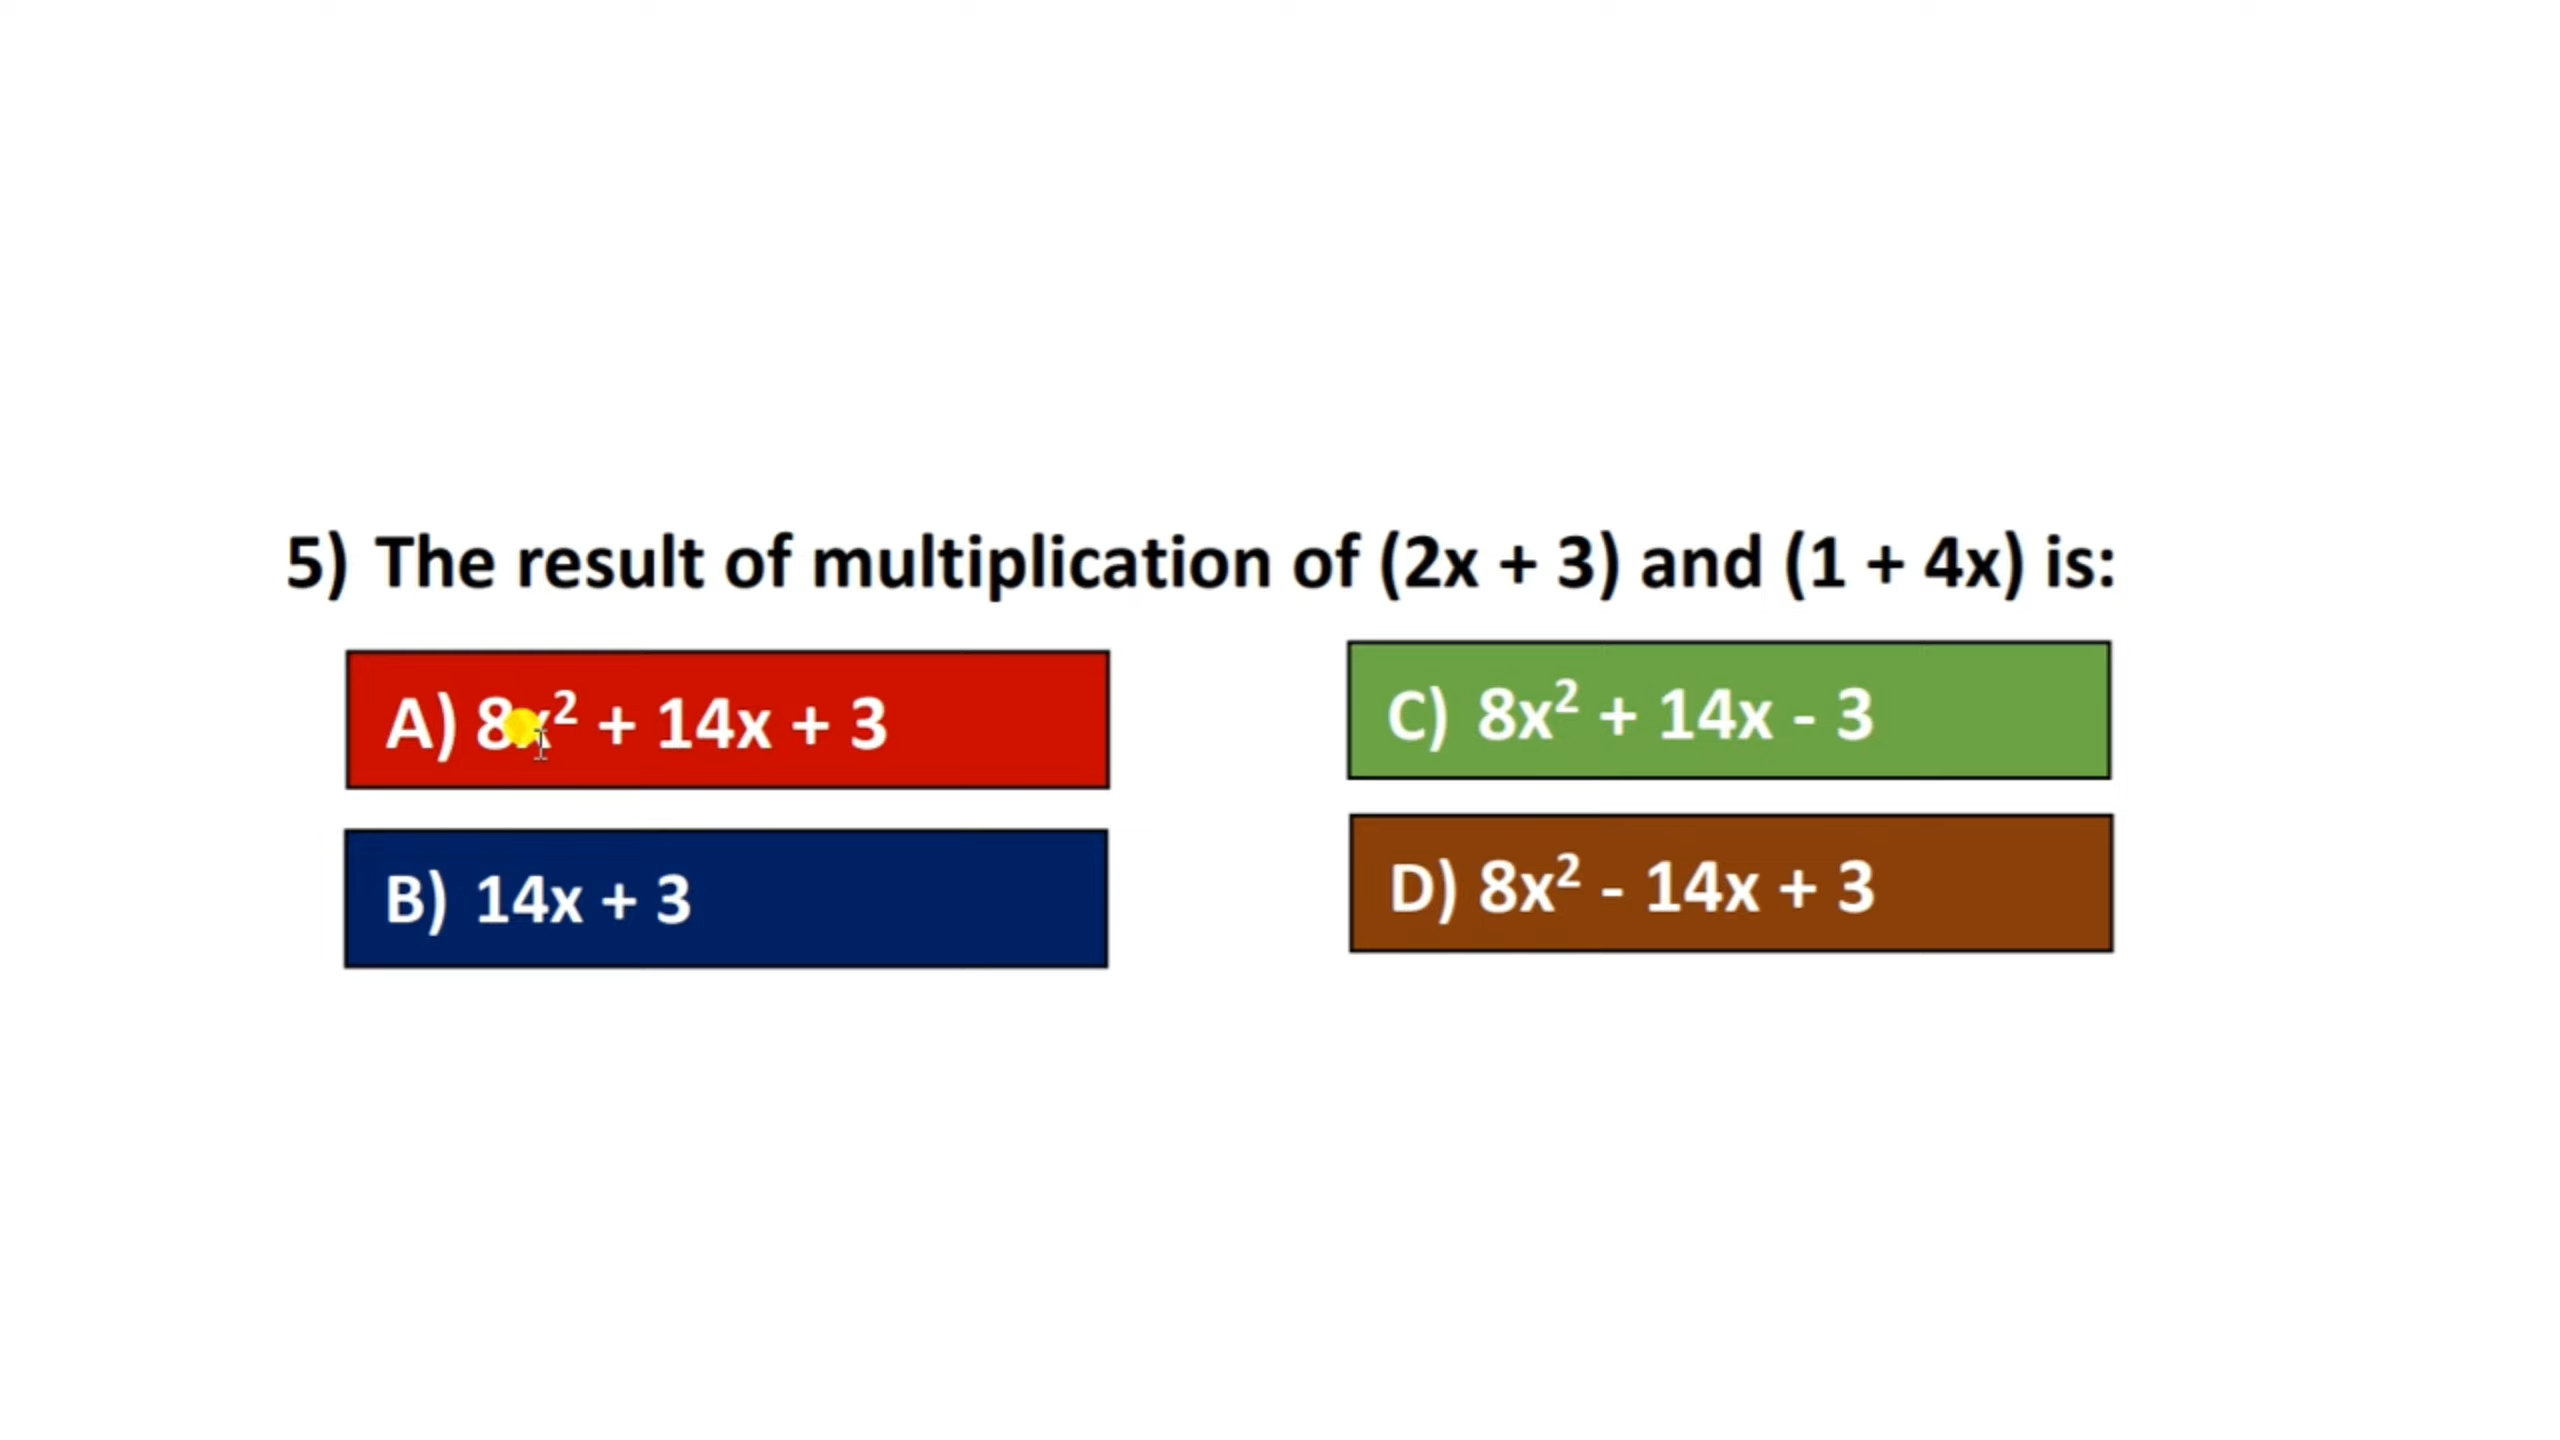 5) The result of multiplication of (2x + 3) and (1 + 4x) is:
A) 8x² + 14x + 3
B) 14x + 3
C) 8x² + 14x - 3
D) 8x² - 14x + 3